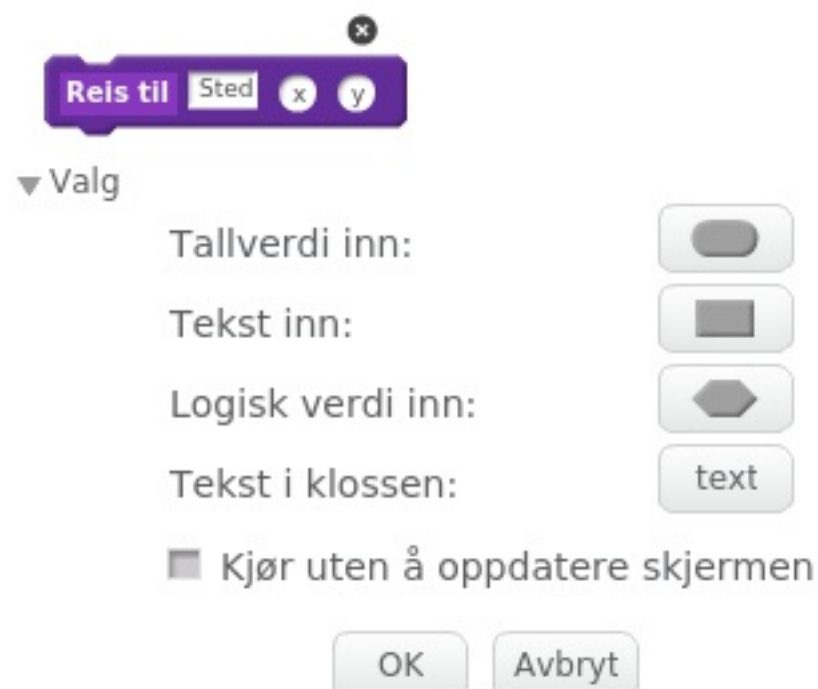 Reis til Sted x y
Valg
Tallverdi inn:
Tekst inn:
Logisk verdi inn:
Tekst i klossen: text
Kjør uten å oppdatere skjermen
OK Avbryt